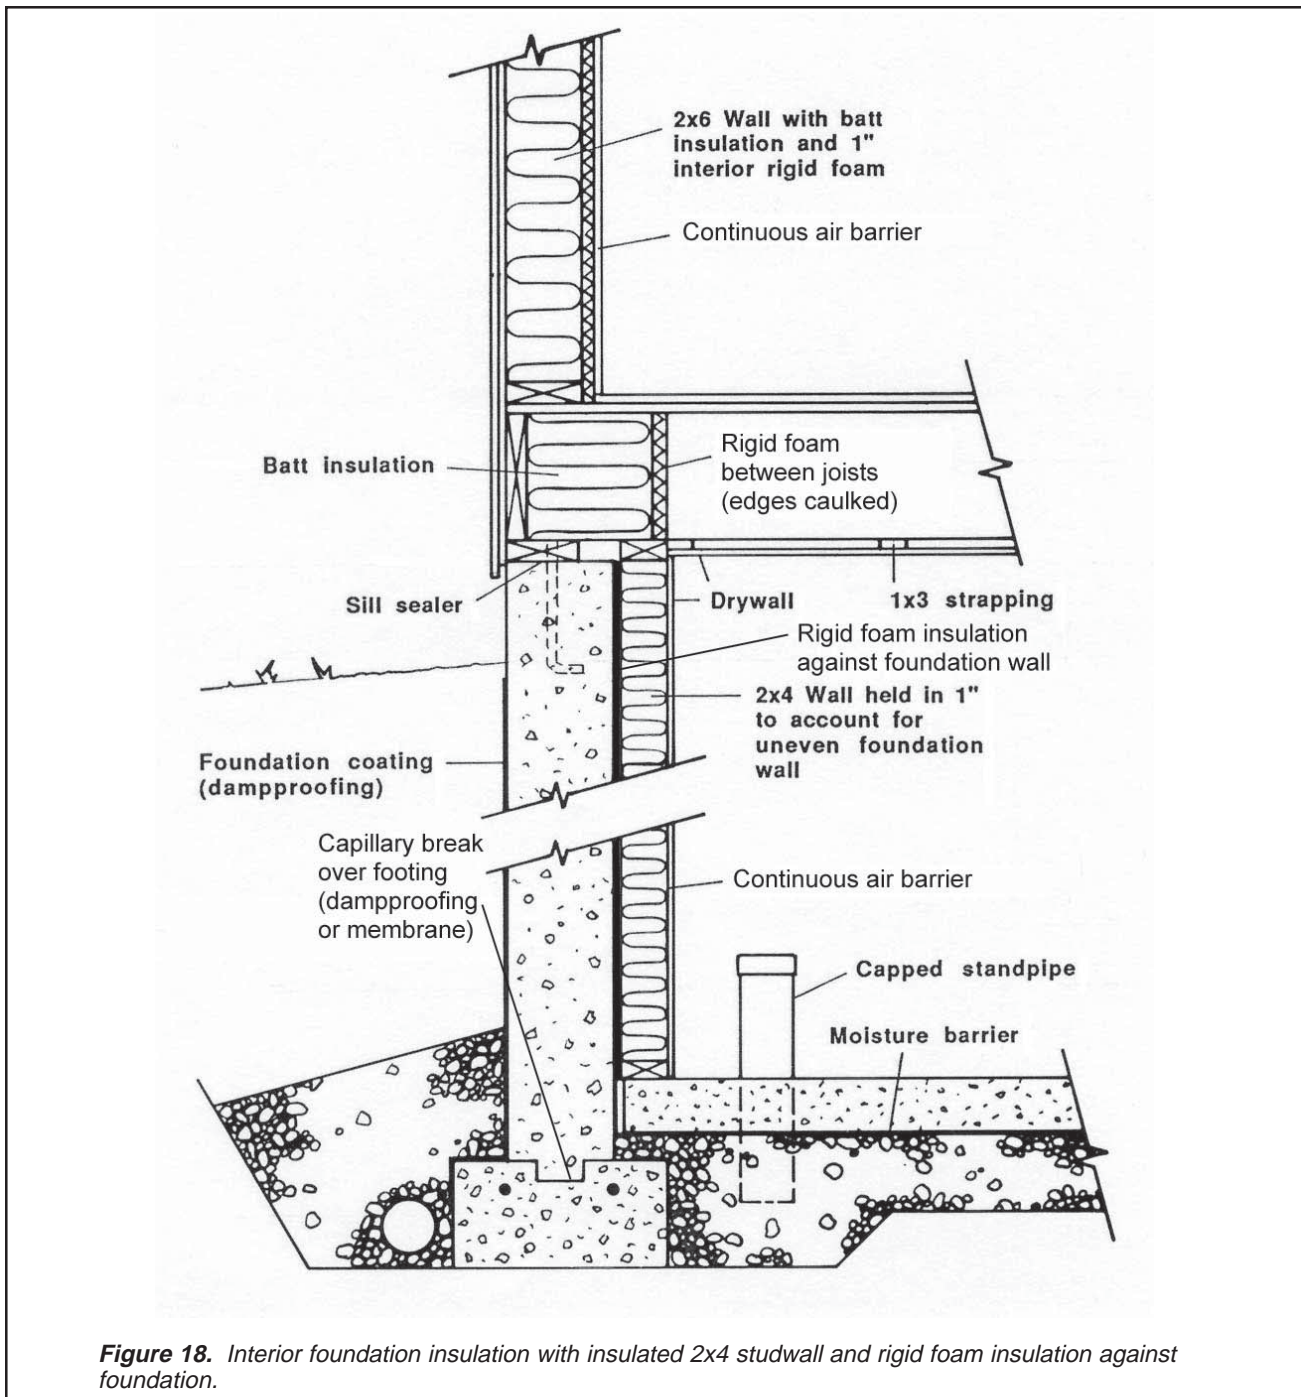 2x6 Wall with batt
insulation and 1"
interior rigid foam
Continuous air barrier
Batt insulation
Rigid foam
between joists
(edges caulked)
Sill sealer
Drywall
1x3 strapping
Rigid foam insulation
against foundation wall
2x4 Wall held in 1"
to account for
uneven foundation
wall
Foundation coating
(dampproofing)
Capillary break
over footing
(dampproofing
or membrane)
Continuous air barrier
Capped standpipe
Moisture barrier
Figure 18. Interior foundation insulation with insulated 2x4 studwall and rigid foam insulation against
foundation.